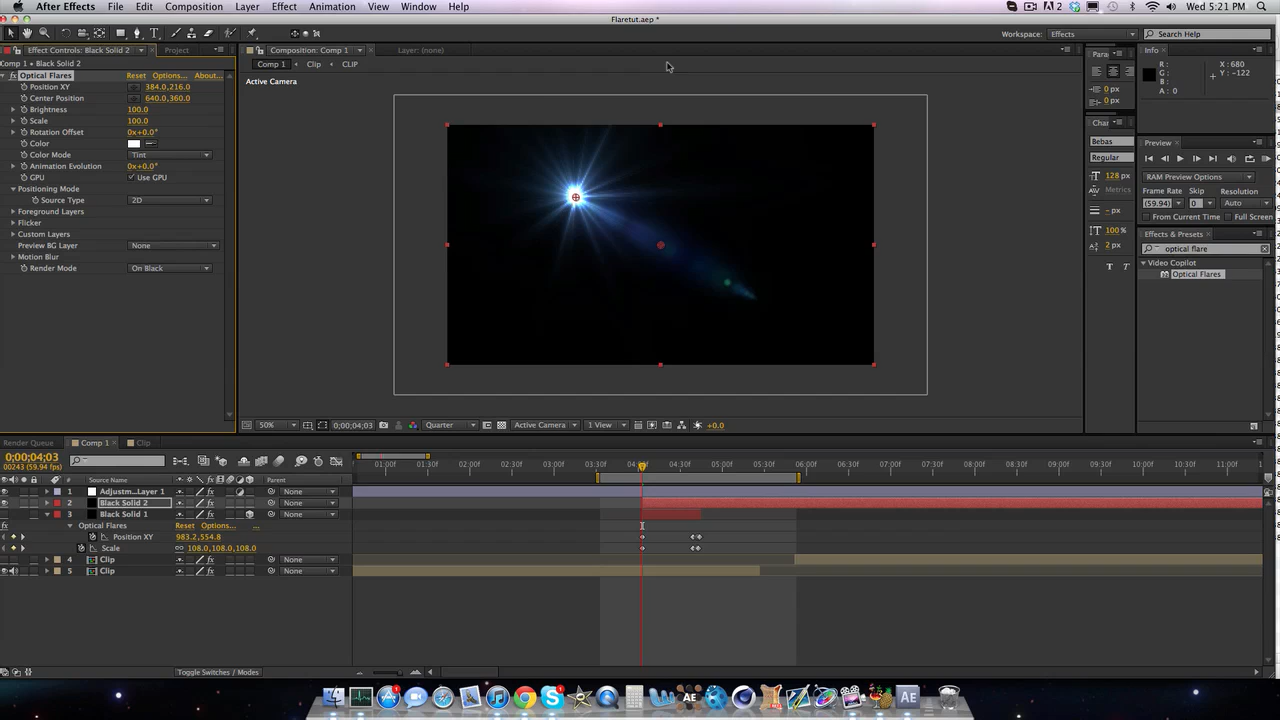 After Effects File Edit Composition Layer Effect Animation View Window Help 2 Wed 5:21 PM
Flaretut.aep *
Workspace: Effects Search Help
Effect Controls: Black Solid 2 Project Composition: Comp 1 Layer: (none) Para Info
Comp 1 • Black Solid 2 Comp 1 Clip CLIP
Optical Flares Reset Options... About... Active Camera R: X: 680
Position XY 384.0,216.0 G: Y: -122
Center Position 640.0,360.0 B:
Brightness 100.0 A: 0
Scale 100.0 0 px
Rotation Offset 0x+0.0° 0 px
Color Char
Color Mode Tint Bebas Preview
Animation Evolution 0x+0.0° Regular
GPU Use GPU 128 px RAM Preview Options
Positioning Mode Metrics Frame Rate Skip Resolution
Source Type 2D (59.94) 0 Auto
Foreground Layers - px From Current Time Full Screen
Flicker 100%
Custom Layers 2 px Effects & Presets
Preview BG Layer None optical flare
Motion Blur T T Video Copilot
Render Mode On Black Optical Flares
50% 0;00;04;03 Quarter Active Camera 1 View +0.0
Render Queue Comp 1 Clip
0;00;04;03
00243 (59.94 fps) 01:00f 01:30f 02:00f 02:30f 03:00f 03:30f 04:00f 04:30f 05:00f 05:30f 06:00f 06:30f 07:00f 07:30f 08:00f 08:30f 09:00f 09:30f 10:00f 10:30f 11:00f
# Source Name Parent
1 Adjustm...Layer 1 None
2 Black Solid 2 None
3 Black Solid 1 None
Optical Flares Reset Options... ...
Position XY 983.2,554.8
Scale 108.0,108.0,108.0%
4 Clip None
5 Clip None
Toggle Switches / Modes
AE AE